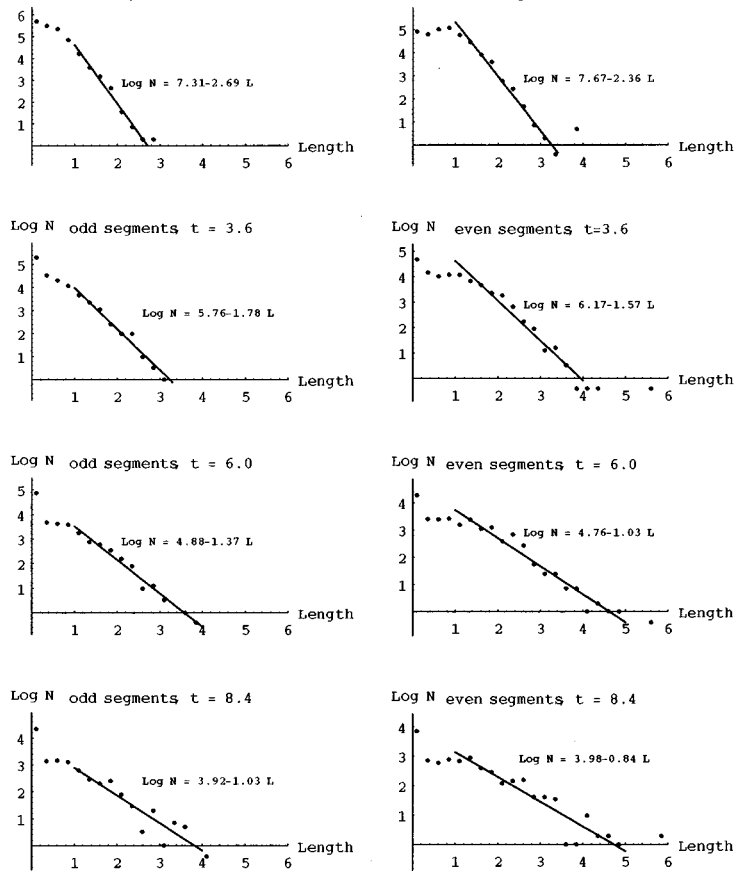 6
5
4
3
2
1
Log N = 7.31-2.69 L
1 2 3 4 5 6 Length
5
4
3
2
1
Log N = 7.67-2.36 L
1 2 3 4 5 6 Length
Log N odd segments, t = 3.6
5
4
3
2
1
Log N = 5.76-1.78 L
1 2 3 4 5 6 Length
Log N even segments, t=3.6
5
4
3
2
1
Log N = 6.17-1.57 L
1 2 3 4 5 6 Length
Log N odd segments, t = 6.0
5
4
3
2
1
Log N = 4.88-1.37 L
1 2 3 4 5 6 Length
Log N even segments, t = 6.0
4
3
2
1
Log N = 4.76-1.03 L
1 2 3 4 5 6 Length
Log N odd segments, t = 8.4
4
3
2
1
Log N = 3.92-1.03 L
1 2 3 4 5 6 Length
Log N even segments, t = 8.4
4
3
2
1
Log N = 3.98-0.84 L
1 2 3 4 5 6 Length